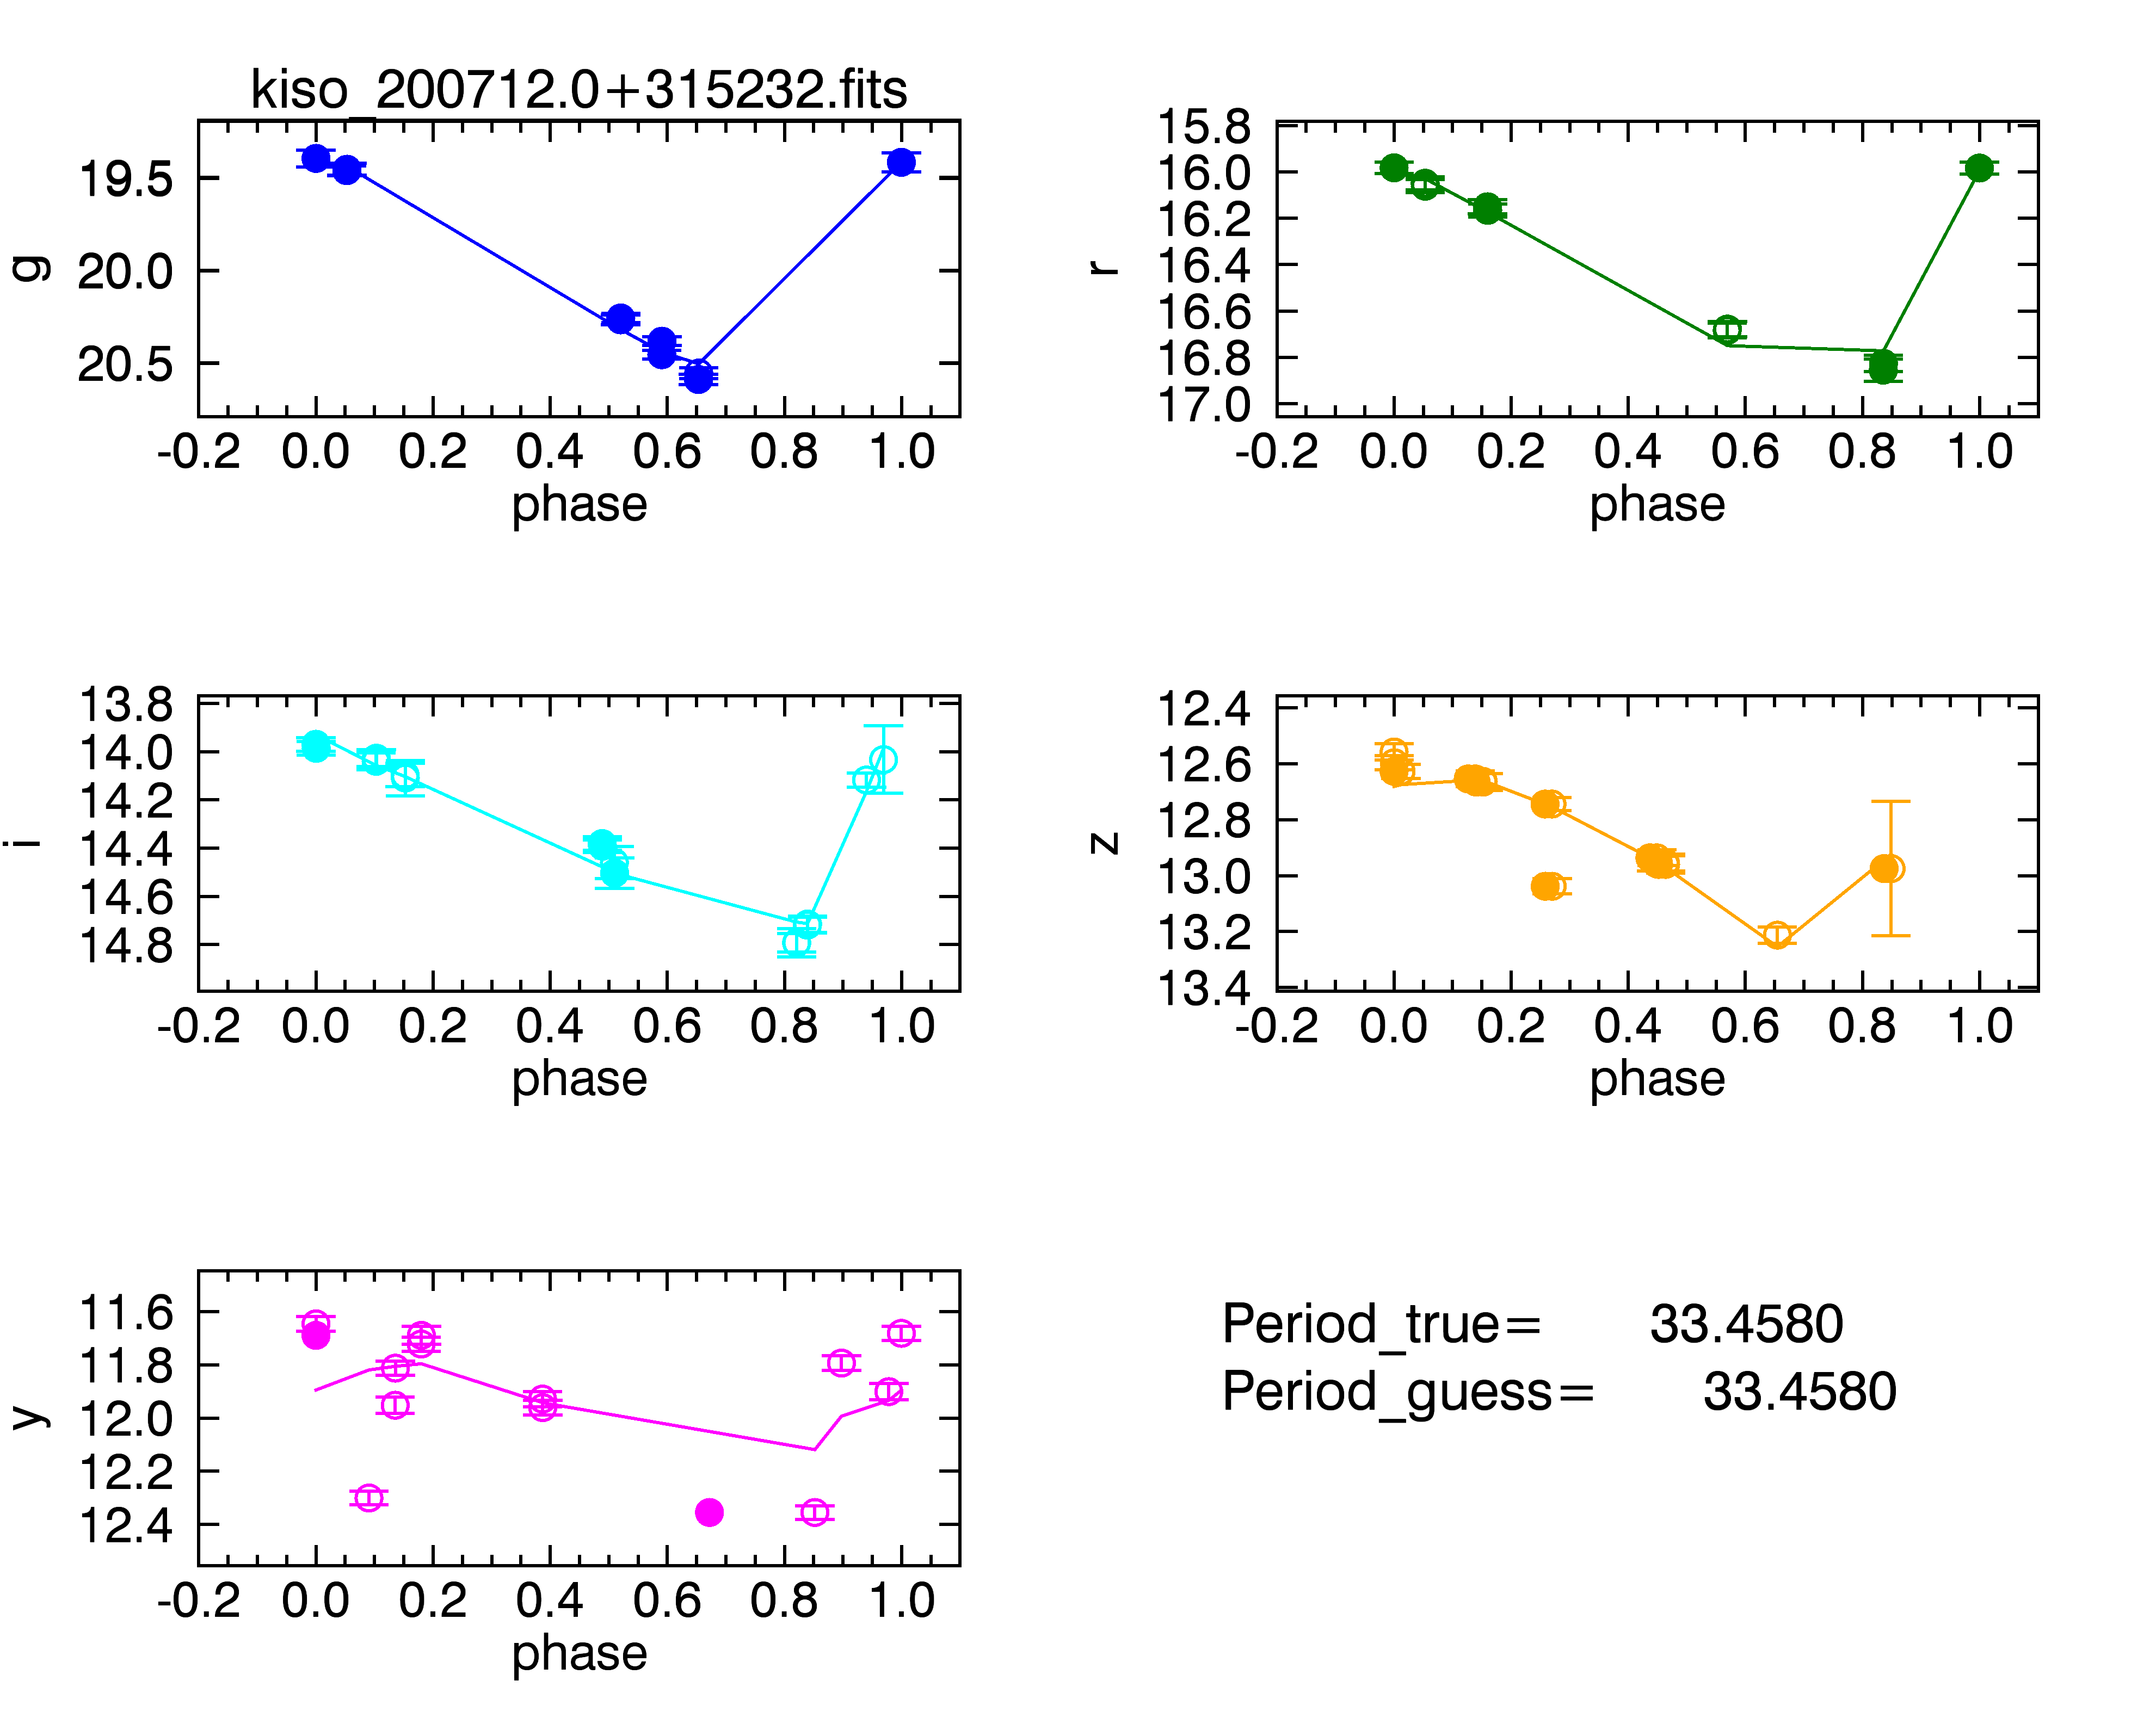 kiso_200712.0+315232.fits
g
19.5
20.0
20.5
-0.2 0.0 0.2 0.4 0.6 0.8 1.0
phase
r
15.8
16.0
16.2
16.4
16.6
16.8
17.0
-0.2 0.0 0.2 0.4 0.6 0.8 1.0
phase
i
13.8
14.0
14.2
14.4
14.6
14.8
-0.2 0.0 0.2 0.4 0.6 0.8 1.0
phase
z
12.4
12.6
12.8
13.0
13.2
13.4
-0.2 0.0 0.2 0.4 0.6 0.8 1.0
phase
y
11.6
11.8
12.0
12.2
12.4
-0.2 0.0 0.2 0.4 0.6 0.8 1.0
phase
Period_true= 33.4580
Period_guess= 33.4580